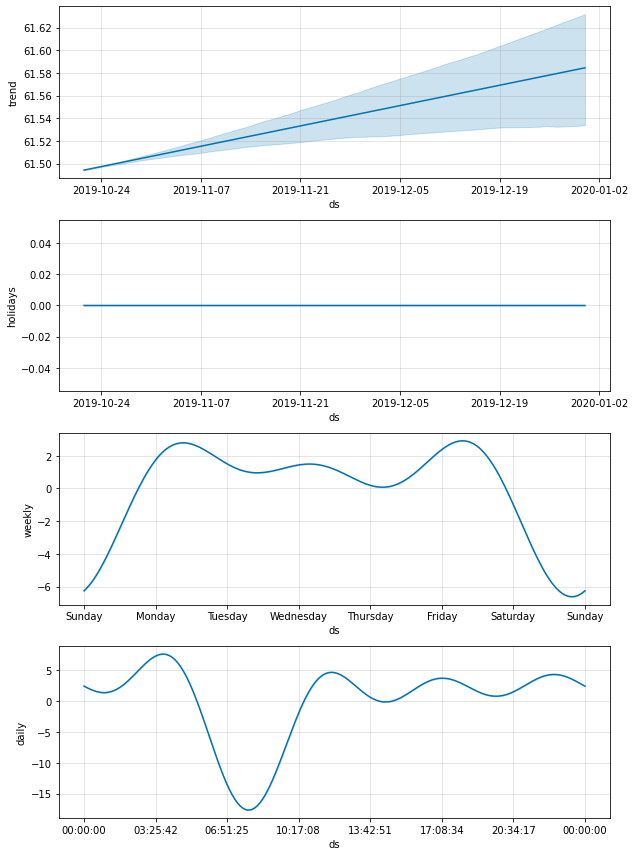 trend
61.62
61.60
61.58
61.56
61.54
61.52
61.50
2019-10-24 2019-11-07 2019-11-21 2019-12-05 2019-12-19 2020-01-02
ds
holidays
0.04
0.02
0.00
−0.02
−0.04
2019-10-24 2019-11-07 2019-11-21 2019-12-05 2019-12-19 2020-01-02
ds
weekly
2
0
−2
−4
−6
Sunday Monday Tuesday Wednesday Thursday Friday Saturday Sunday
ds
daily
5
0
−5
−10
−15
00:00:00 03:25:42 06:51:25 10:17:08 13:42:51 17:08:34 20:34:17 00:00:00
ds